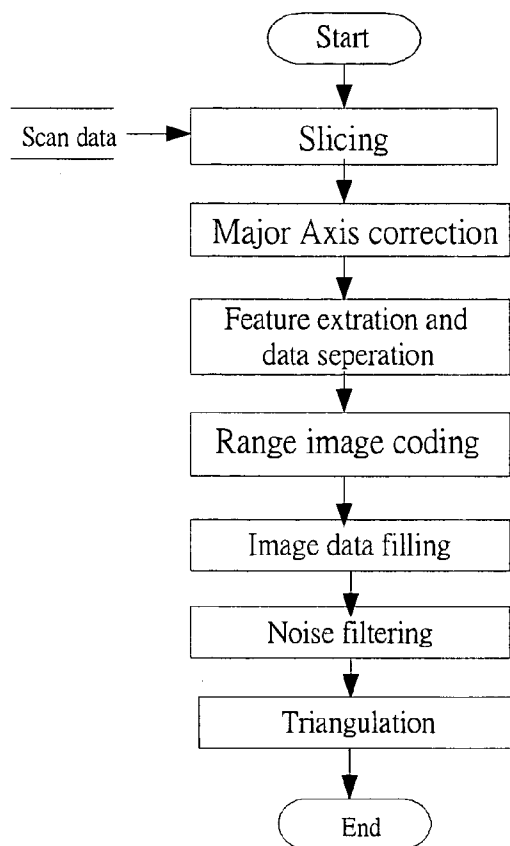 Start
Scan data
Slicing
Major Axis correction
Feature extration and
data seperation
Range image coding
Image data filling
Noise filtering
Triangulation
End